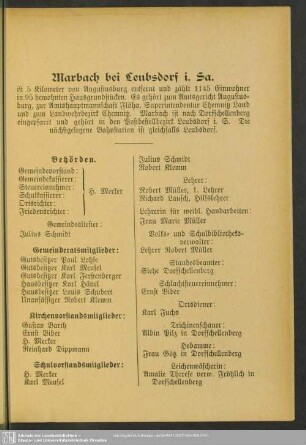 Marbach bei Leubsdorf i. Sa.
ist 5 Kilometer von Augustusburg entfernt und zählt 1145 Einwohner
in 95 bewohnten Hausgrundstücken. Es gehört zum Amtsgericht Augustus-
burg, zur Amtshauptmannschaft Flöha, Superintendentur Chemnitz Land
und zum Landwehrbezirk Chemnitz. Marbach ist nach Dorfschellenberg
eingepfarrt und gehört in den Postbestellbezirk Leubsdorf i. S. Die
nächstgelegene Bahnstation ist gleichfalls Leubsdorf.
Behörden.
Gemeindevorstand:
Gemeindekassierer:
Steuereinnehmer:
Schulkassierer:
Ortsrichter:
Friedensrichter:
H. Merker
Gemeindeältester:
Julius Schmidt
Gemeinderatsmitglieder:
Gutsbesitzer Paul Lohse
Gutsbesitzer Karl Meusel
Gutsbesitzer Karl Herfenberger
Hausbesitzer Karl Hänel
Hausbesitzer Louis Schubert
Unansässiger Robert Klemm
Kirchenvorstandsmitglieder:
Gustav Barth
Ernst Biber
H. Merker
Reinhard Dippmann
Schulvorstandsmitglieder:
H. Merker
Karl Meusel
Julius Schmidt
Robert Klemm
Lehrer:
Robert Müller, 1. Lehrer
Richard Lausch, Hilfslehrer
Lehrerin für weibl. Handarbeiten:
Frau Marie Müller
Volks- und Schulbibliotheks-
verwalter:
Lehrer Robert Müller
Standesbeamter:
Siehe Dorfschellenberg
Schlachtsteuereinnehmer:
Ernst Biber
Ortsdiener:
Karl Fuchs
Trichinenschauer:
Albin Pilz in Dorfschellenberg
Hebamme:
Frau Götz in Dorfschellenberg
Leichenwäscherin:
Amalie Therese verw. Fröhlich in
Dorfschellenberg